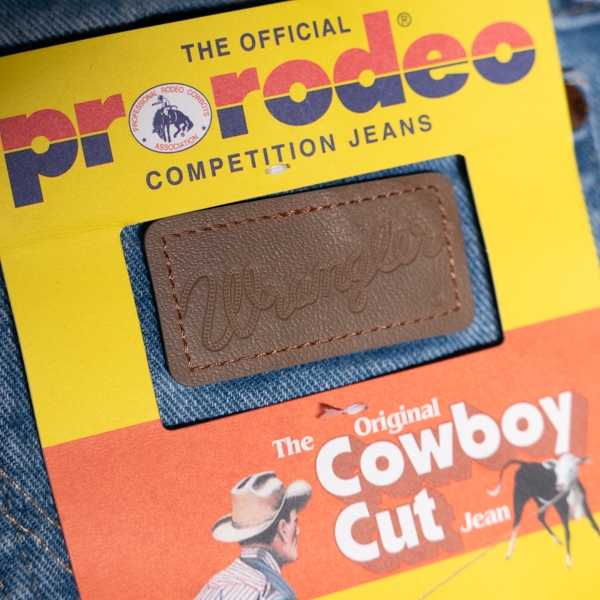 THE OFFICIAL
prorodeo®
PROFESSIONAL RODEO COWBOYS
ASSOCIATION
COMPETITION JEANS
Wrangler
The Original
Cowboy
Cut Jean